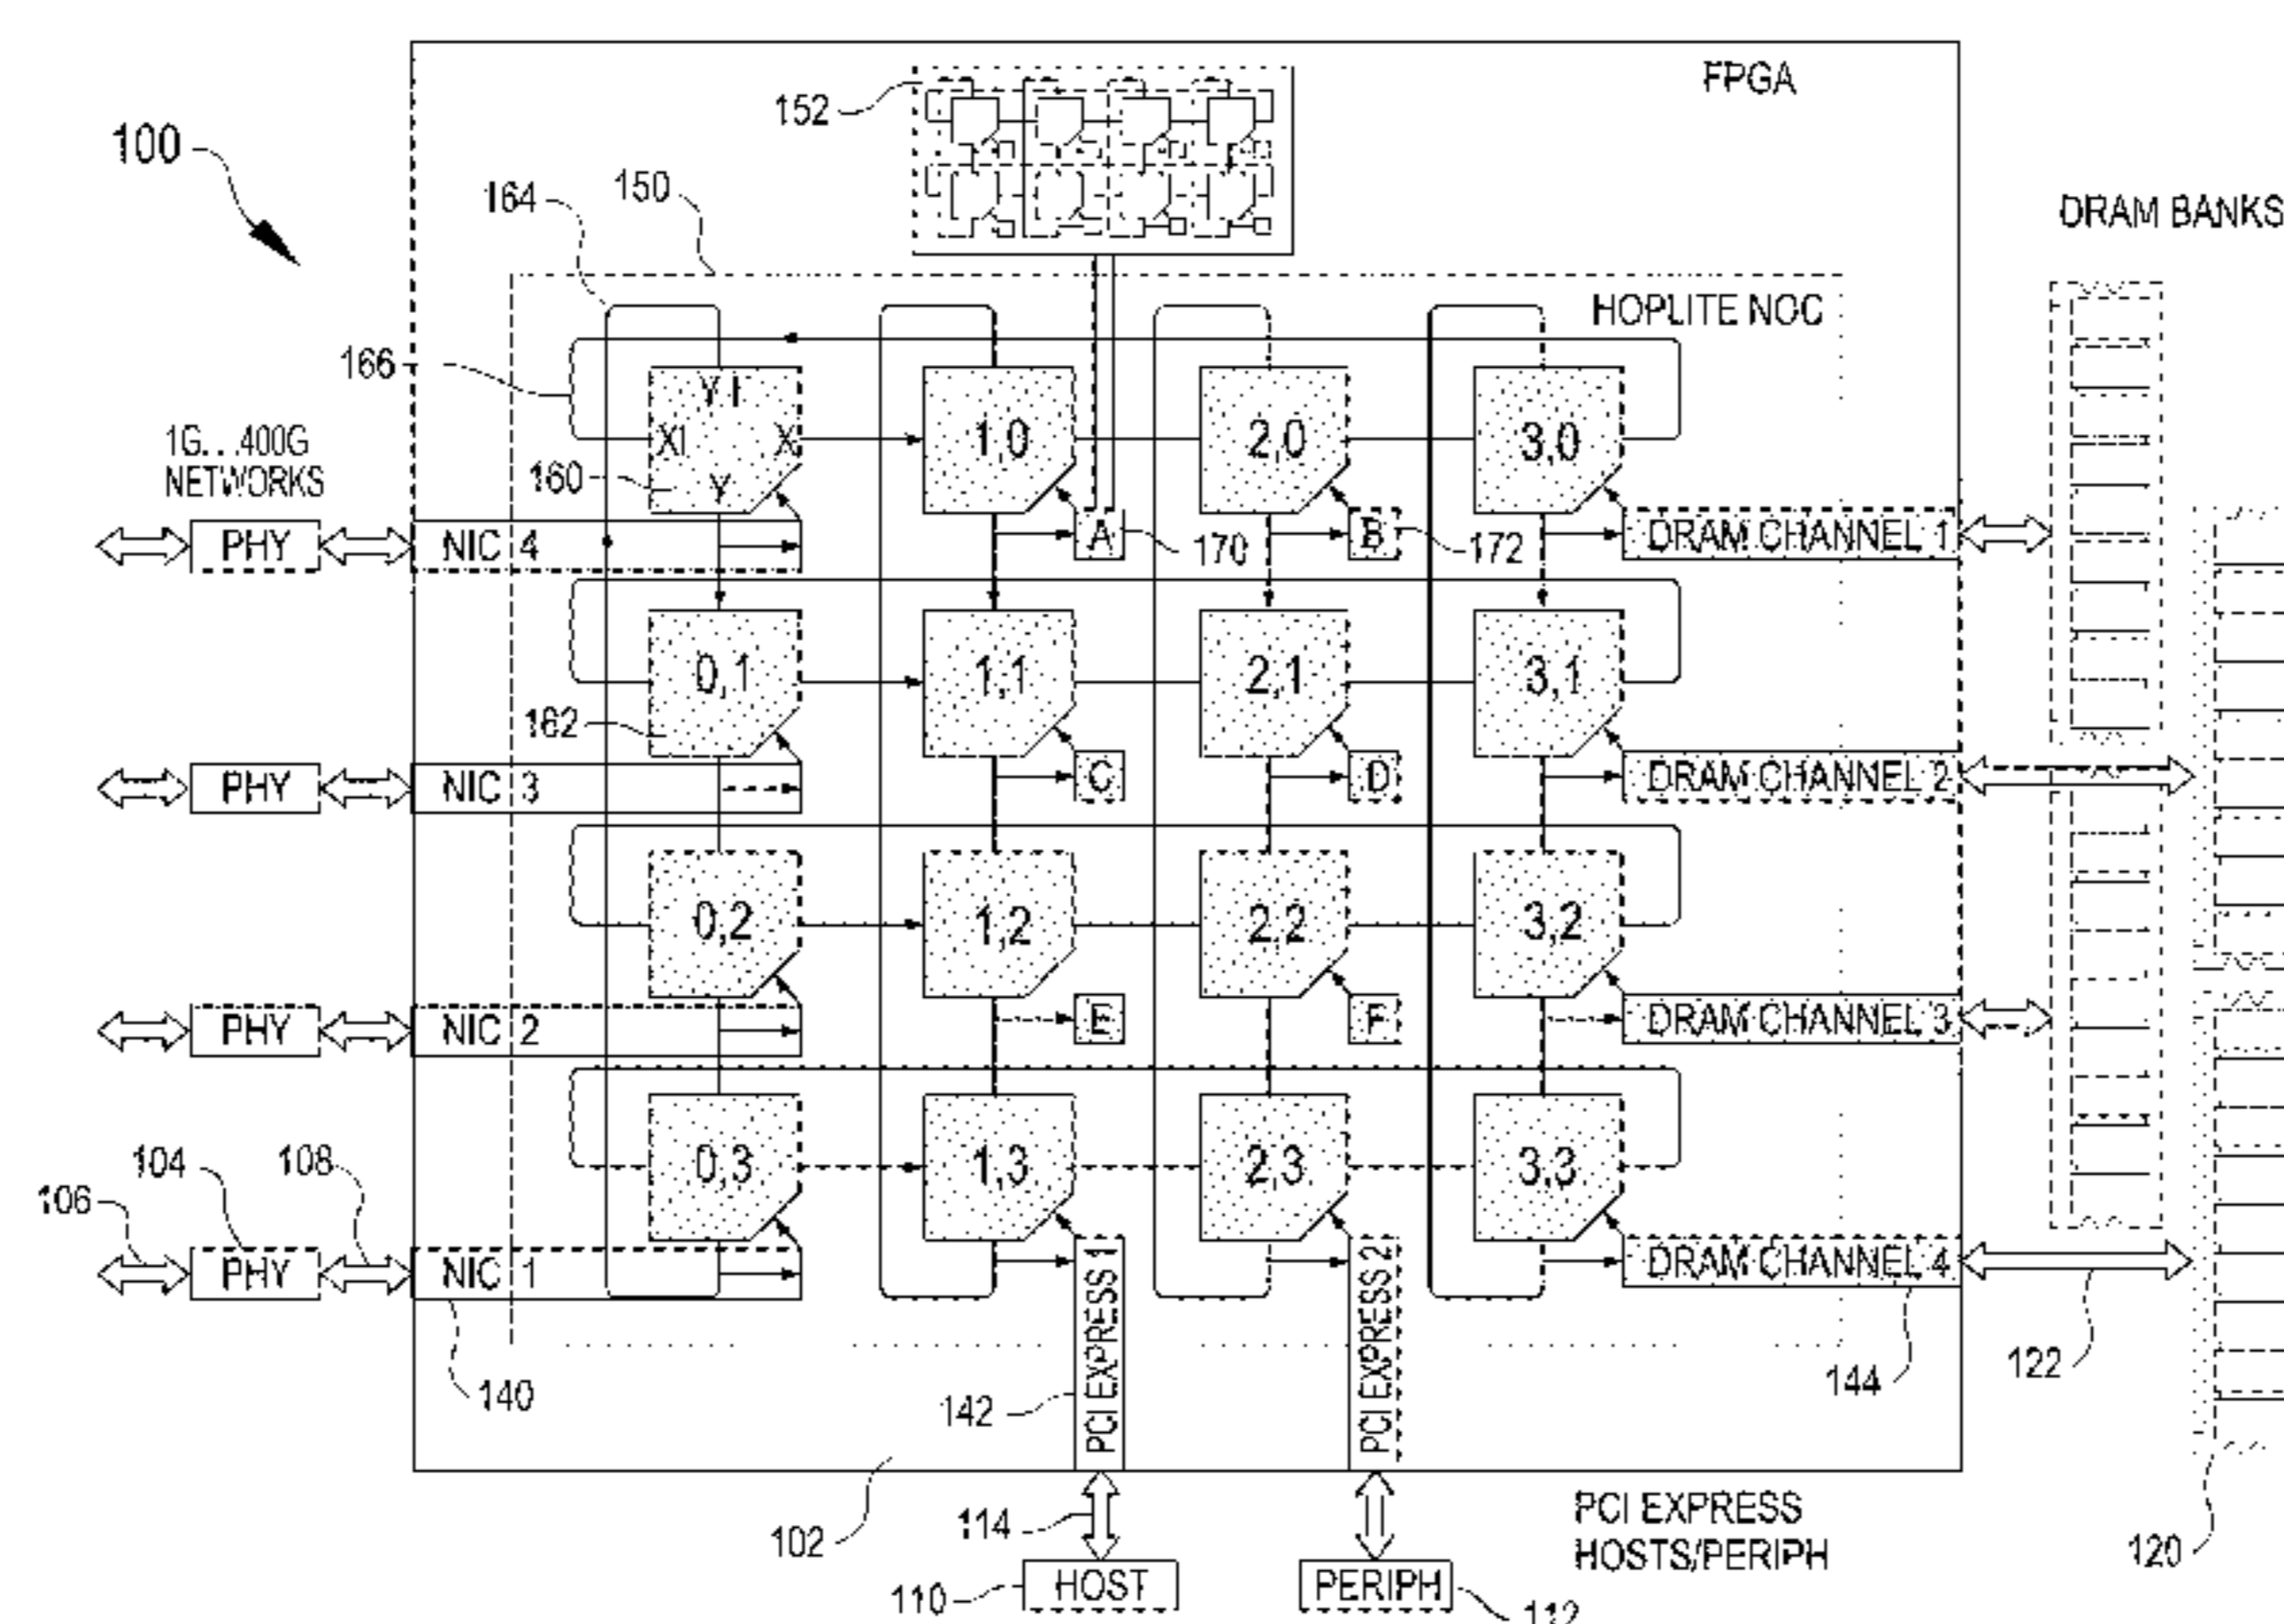 FPGA
152
100
164
150
DRAM BANKS
HOPLITE NOC
166
YI
1G...400G
NETWORKS
XI
X
1,0
2,0
3,0
160
Y
PHY
NIC 4
A
170
B
172
DRAM CHANNEL 1
0,1
1,1
2,1
3,1
162
PHY
NIC 3
C
D
DRAM CHANNEL 2
0,2
1,2
2,2
3,2
PHY
NIC 2
E
F
DRAM CHANNEL 3
0,3
1,3
2,3
3,3
104
108
106
PHY
NIC 1
PCI EXPRESS 1
PCI EXPRESS 2
DRAM CHANNEL 4
140
142
144
122
102
114
PCI EXPRESS
HOSTS/PERIPH
120
110
HOST
PERIPH
112